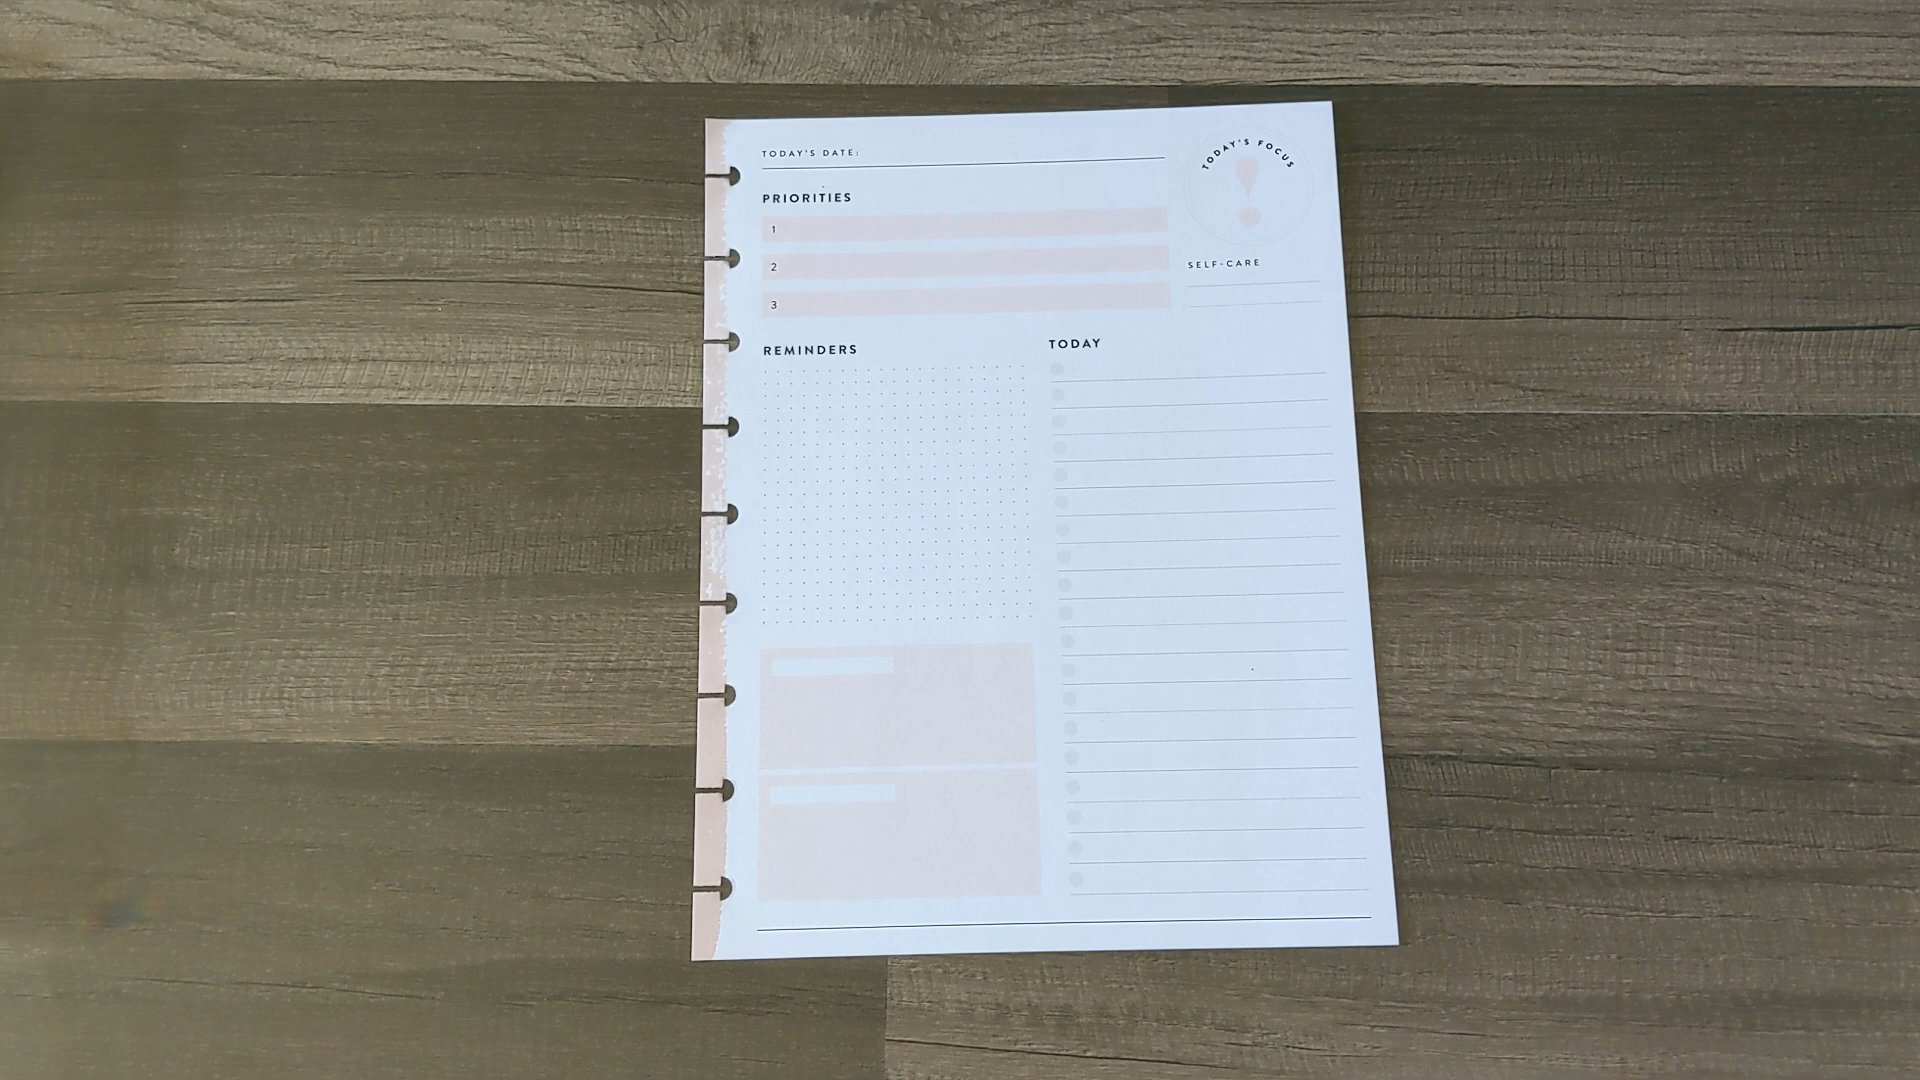 TODAY'S DATE:
TODAY'S FOCUS
PRIORITIES
1
2
3
SELF-CARE
REMINDERS
TODAY